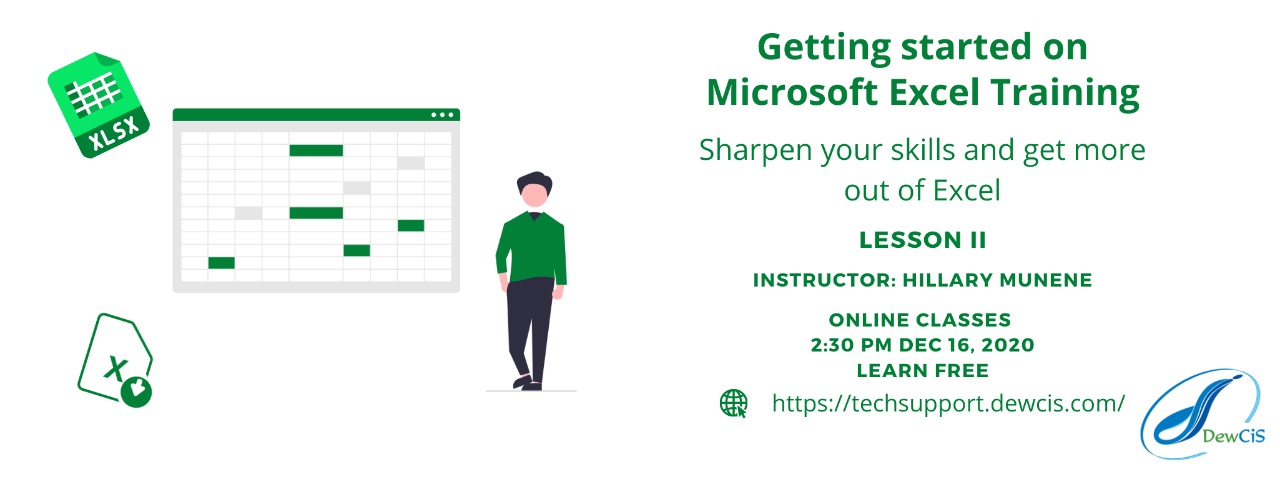 XLSX
X
Getting started on
Microsoft Excel Training
Sharpen your skills and get more
out of Excel
LESSON II
INSTRUCTOR: HILLARY MUNENE
ONLINE CLASSES
2:30 PM DEC 16, 2020
LEARN FREE
https://techsupport.dewcis.com/
DewCiS